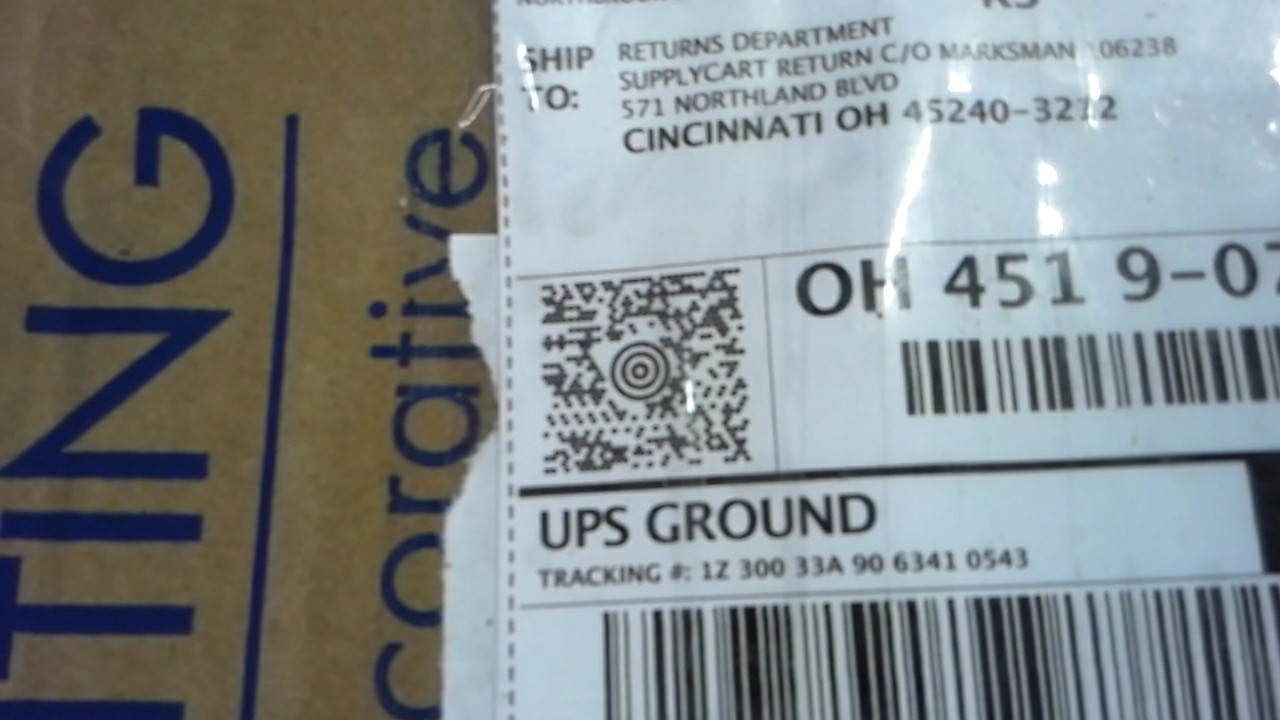 SHIP TO:
RETURNS DEPARTMENT
SUPPLYCART RETURN C/O MARKSMAN 106238
571 NORTHLAND BLVD
CINCINNATI OH 45240-3212
OH 451 9-07
UPS GROUND
TRACKING #: 1Z 300 33A 90 6341 0543
TING
corative